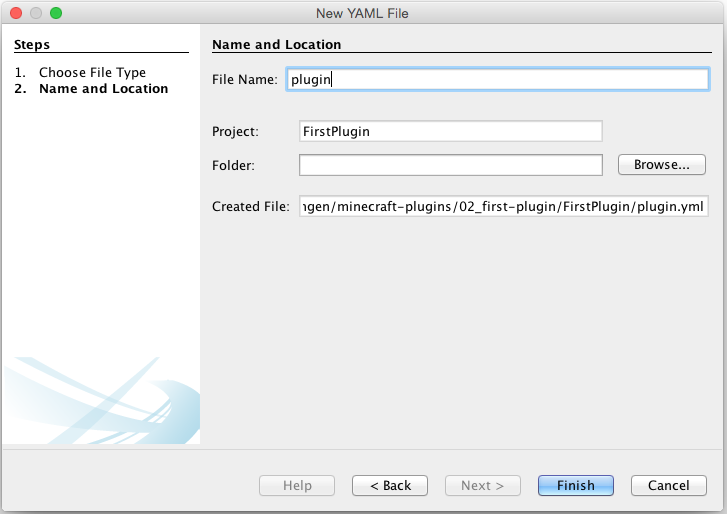 New YAML File
Steps
1. Choose File Type
2. Name and Location
Name and Location
File Name: plugin
Project: FirstPlugin
Folder: Browse...
Created File: ngen/minecraft-plugins/02_first-plugin/FirstPlugin/plugin.yml
Help < Back Next > Finish Cancel